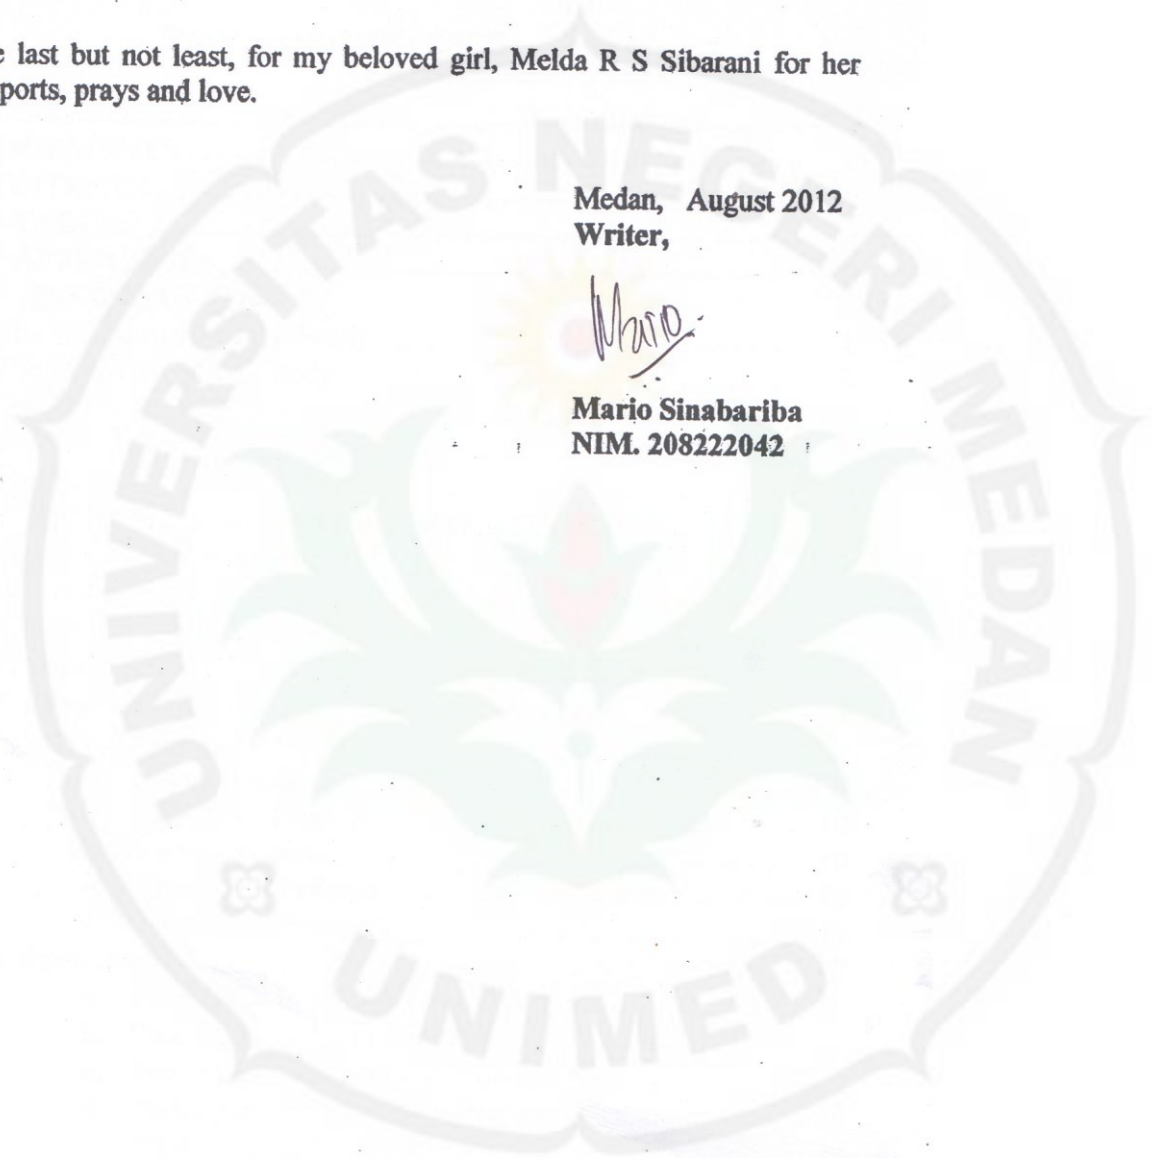 e last but not least, for my beloved girl, Melda R S Sibarani for her
ports, prays and love.
Medan, August 2012
Writer,
Mario
Mario Sinabariba
NIM. 208222042
UNIVERSITAS NEGERI MEDAN
UNIMED